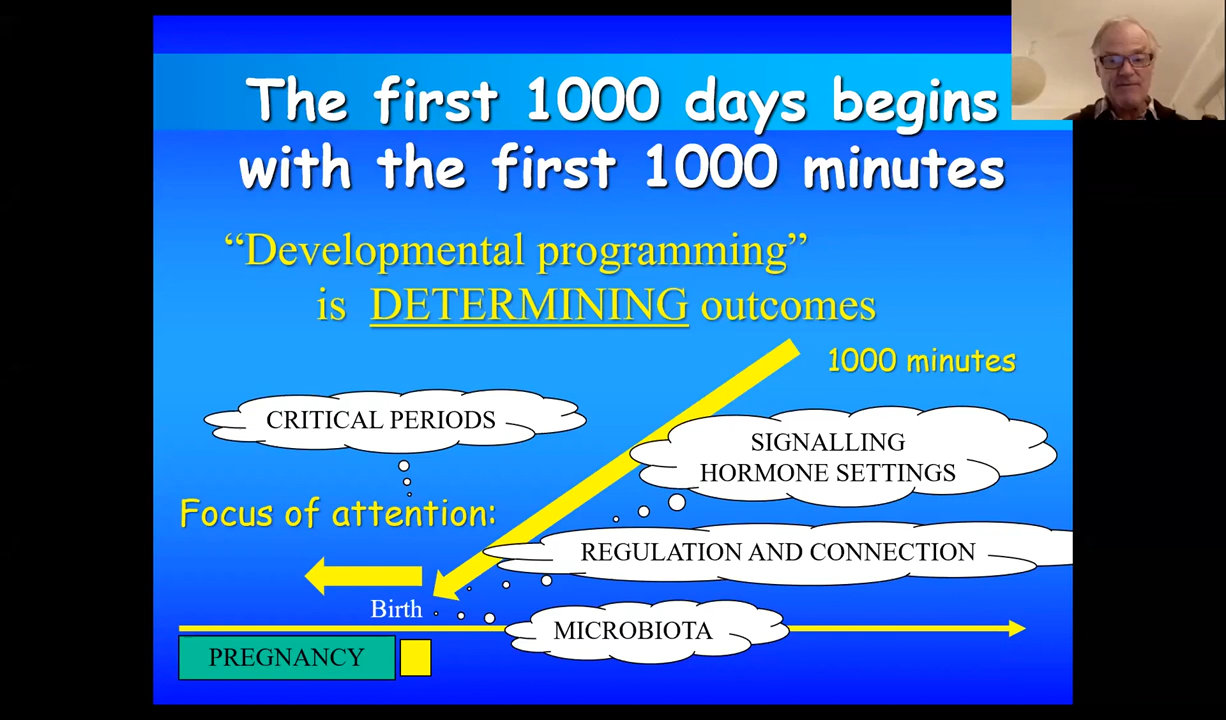 The first 1000 days begins
with the first 1000 minutes
“Developmental programming”
is DETERMINING outcomes
1000 minutes
CRITICAL PERIODS
SIGNALLING
HORMONE SETTINGS
Focus of attention:
REGULATION AND CONNECTION
Birth
MICROBIOTA
PREGNANCY